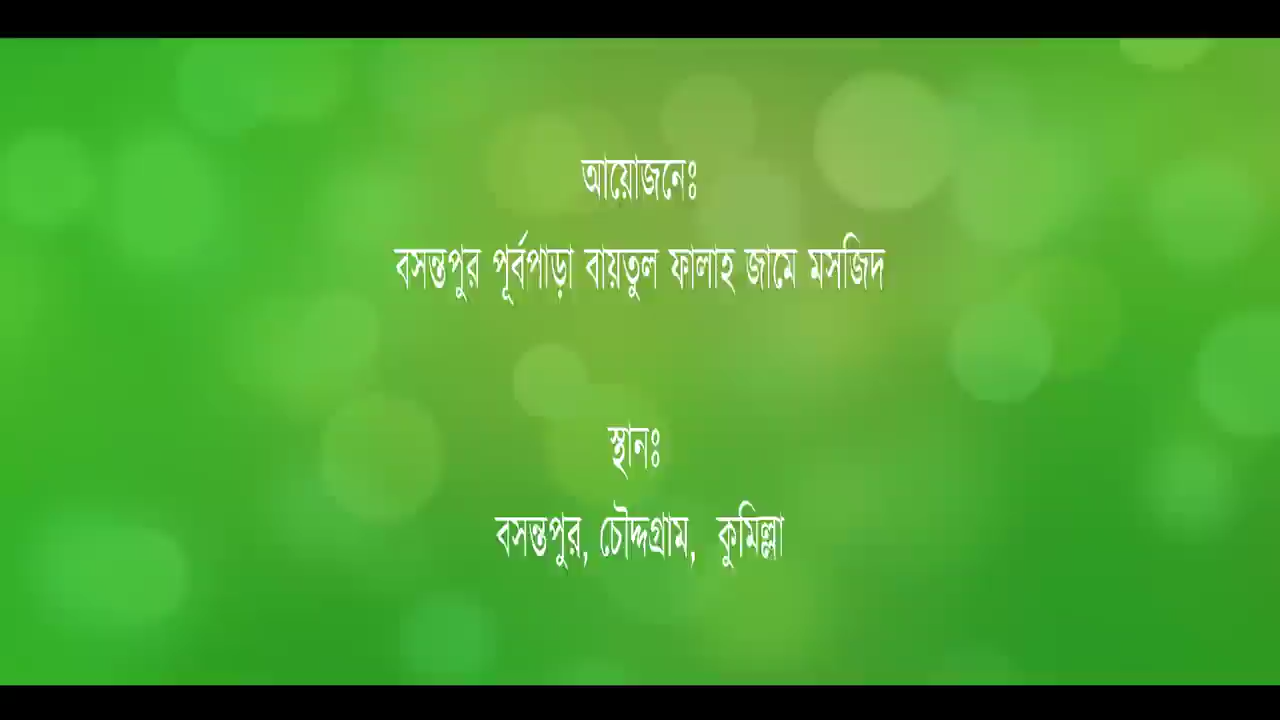 আয়োজনেঃ
বসন্তপুর পূর্বপাড়া বায়তুল ফালাহ জামে মসজিদ
স্থানঃ
বসন্তপুর, চৌদ্দগ্রাম, কুমিল্লা